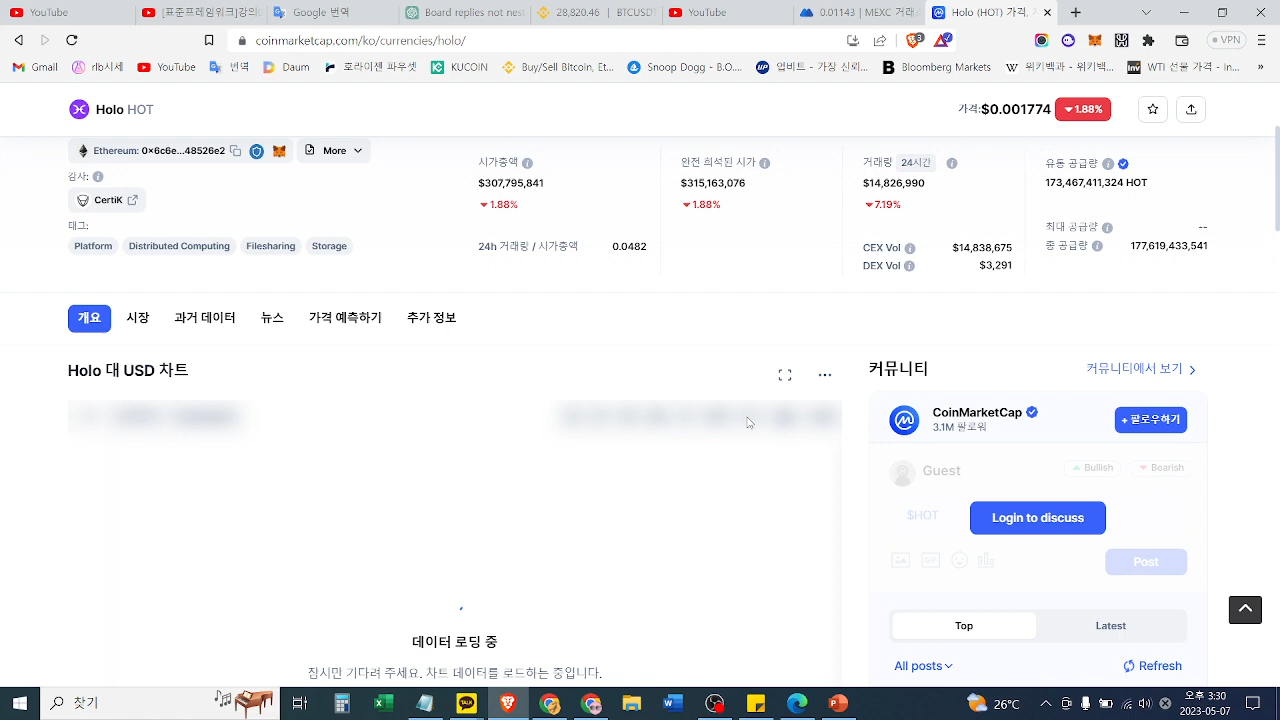 YouTube
[표준프레임워크]강의
Google 번역
Board replies not nest
28,804.46 | BTCUSDT
YouTube
0.01194 | MEXC 거래
Holo (HOT) 가격,
coinmarketcap.com/ko/currencies/holo/
3
VPN
Gmail
rlb시세
YouTube
번역
Daum
로라이젠 파우셋
KUCOIN
Buy/Sell Bitcoin, Et...
Snoop Dogg - B.O...
업비트 - 가장 신뢰...
Bloomberg Markets
위키백과 - 위키백...
WTI 선물 가격 - In...
Holo HOT
가격:$0.001774
1.88%
Ethereum: 0x6c6e...48526e2
More
감사:
CertiK
태그:
Platform
Distributed Computing
Filesharing
Storage
시가총액
$307,795,841
1.88%
24h 거래량 / 시가총액
0.0482
완전 희석된 시가
$315,163,076
1.88%
거래량 24시간
$14,826,990
7.19%
CEX Vol
$14,838,675
DEX Vol
$3,291
유통 공급량
173,467,411,324 HOT
최대 공급량
--
총 공급량
177,619,433,541
개요
시장
과거 데이터
뉴스
가격 예측하기
추가 정보
Holo 대 USD 차트
데이터 로딩 중
잠시만 기다려 주세요. 차트 데이터를 로드하는 중입니다.
커뮤니티
커뮤니티에서 보기
CoinMarketCap
3.1M 팔로워
+ 팔로우하기
Guest
Bullish
Bearish
$HOT
Login to discuss
GIF
Post
Top
Latest
All posts
Refresh
찾기
TALK
26°C
오후 3:30
2023-05-07